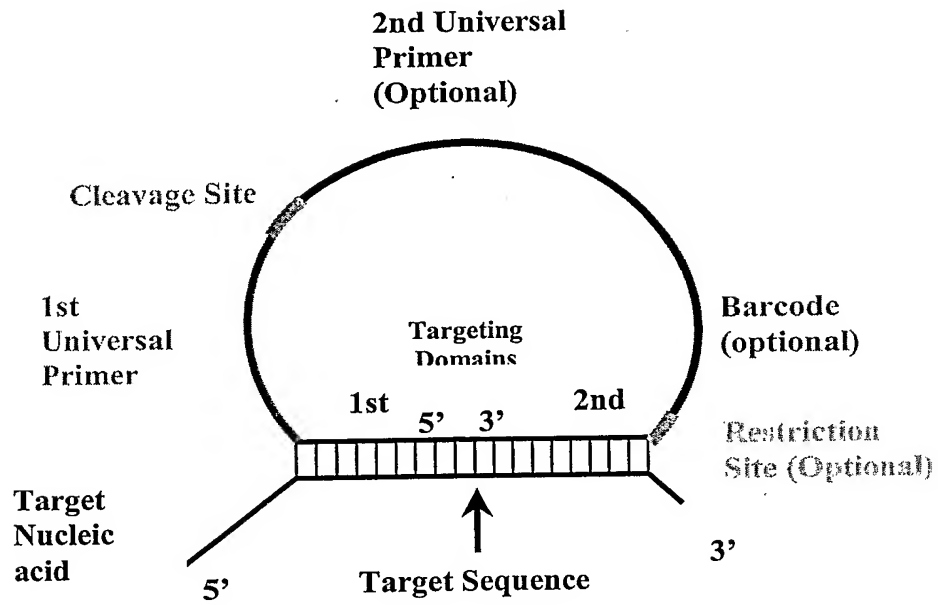 2nd Universal
Primer
(Optional)
Cleavage Site
1st
Universal
Primer
Targeting
Domains
Barcode
(optional)
1st
5’
3’
2nd
Restriction
Site (Optional)
Target
Nucleic
acid
5’
Target Sequence
3’